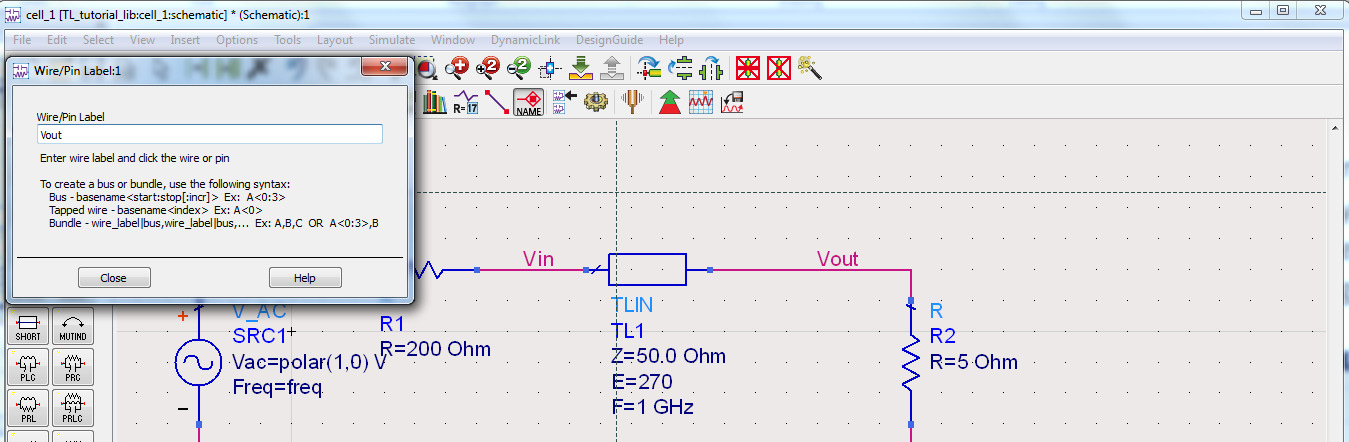 cell_1 [TL_tutorial_lib:cell_1:schematic] * (Schematic):1
File Edit Select View Insert Options Tools Layout Simulate Window DynamicLink DesignGuide Help
Wire/Pin Label:1
2 2
R=17 NAME
Wire/Pin Label
Vout
Enter wire label and click the wire or pin
To create a bus or bundle, use the following syntax:
Bus - basename<start:stop[:incr]> Ex: A<0:3>
Tapped wire - basename<index> Ex: A<0>
Bundle - wire_label|bus,wire_label|bus,... Ex: A,B,C OR A<0:3>,B
Close Help
Vin Vout
SHORT MUTIND
PLC PRC
PRL PRLC
+
V_AC
SRC1
Vac=polar(1,0) V
Freq=freq
–
R1
R=200 Ohm
TLIN
TL1
Z=50.0 Ohm
E=270
F=1 GHz
R
R2
R=5 Ohm